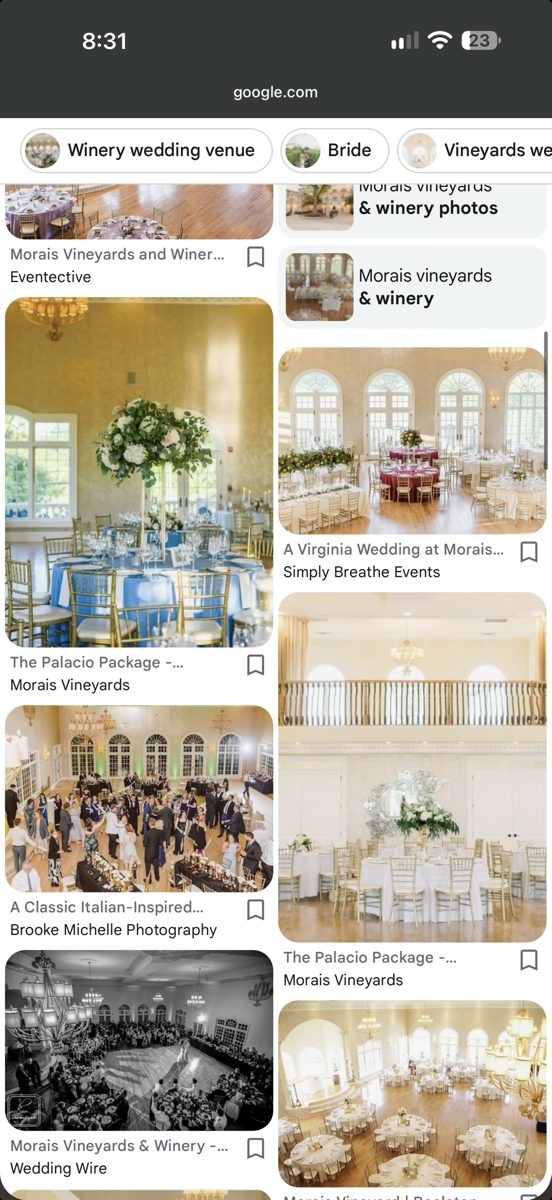 8:31
23
google.com
Winery wedding venue
Bride
Vineyards we
Morais Vineyards and Winer...
Eventective
Morais vineyards
& winery photos
Morais vineyards
& winery
The Palacio Package -...
Morais Vineyards
A Virginia Wedding at Morais...
Simply Breathe Events
A Classic Italian-Inspired...
Brooke Michelle Photography
The Palacio Package -...
Morais Vineyards
Morais Vineyards & Winery -...
Wedding Wire